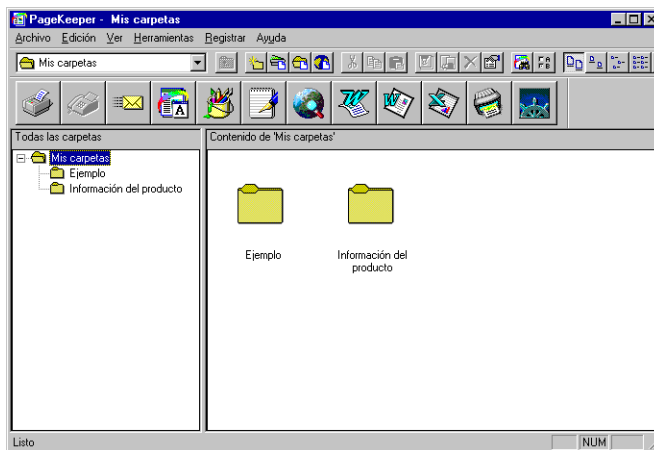 PageKeeper - Mis carpetas
Archivo Edición Ver Herramientas Registrar Ayuda
Mis carpetas
Todas las carpetas
Contenido de 'Mis carpetas'
Mis carpetas
Ejemplo
Información del producto
Ejemplo
Información del
producto
Listo
NUM